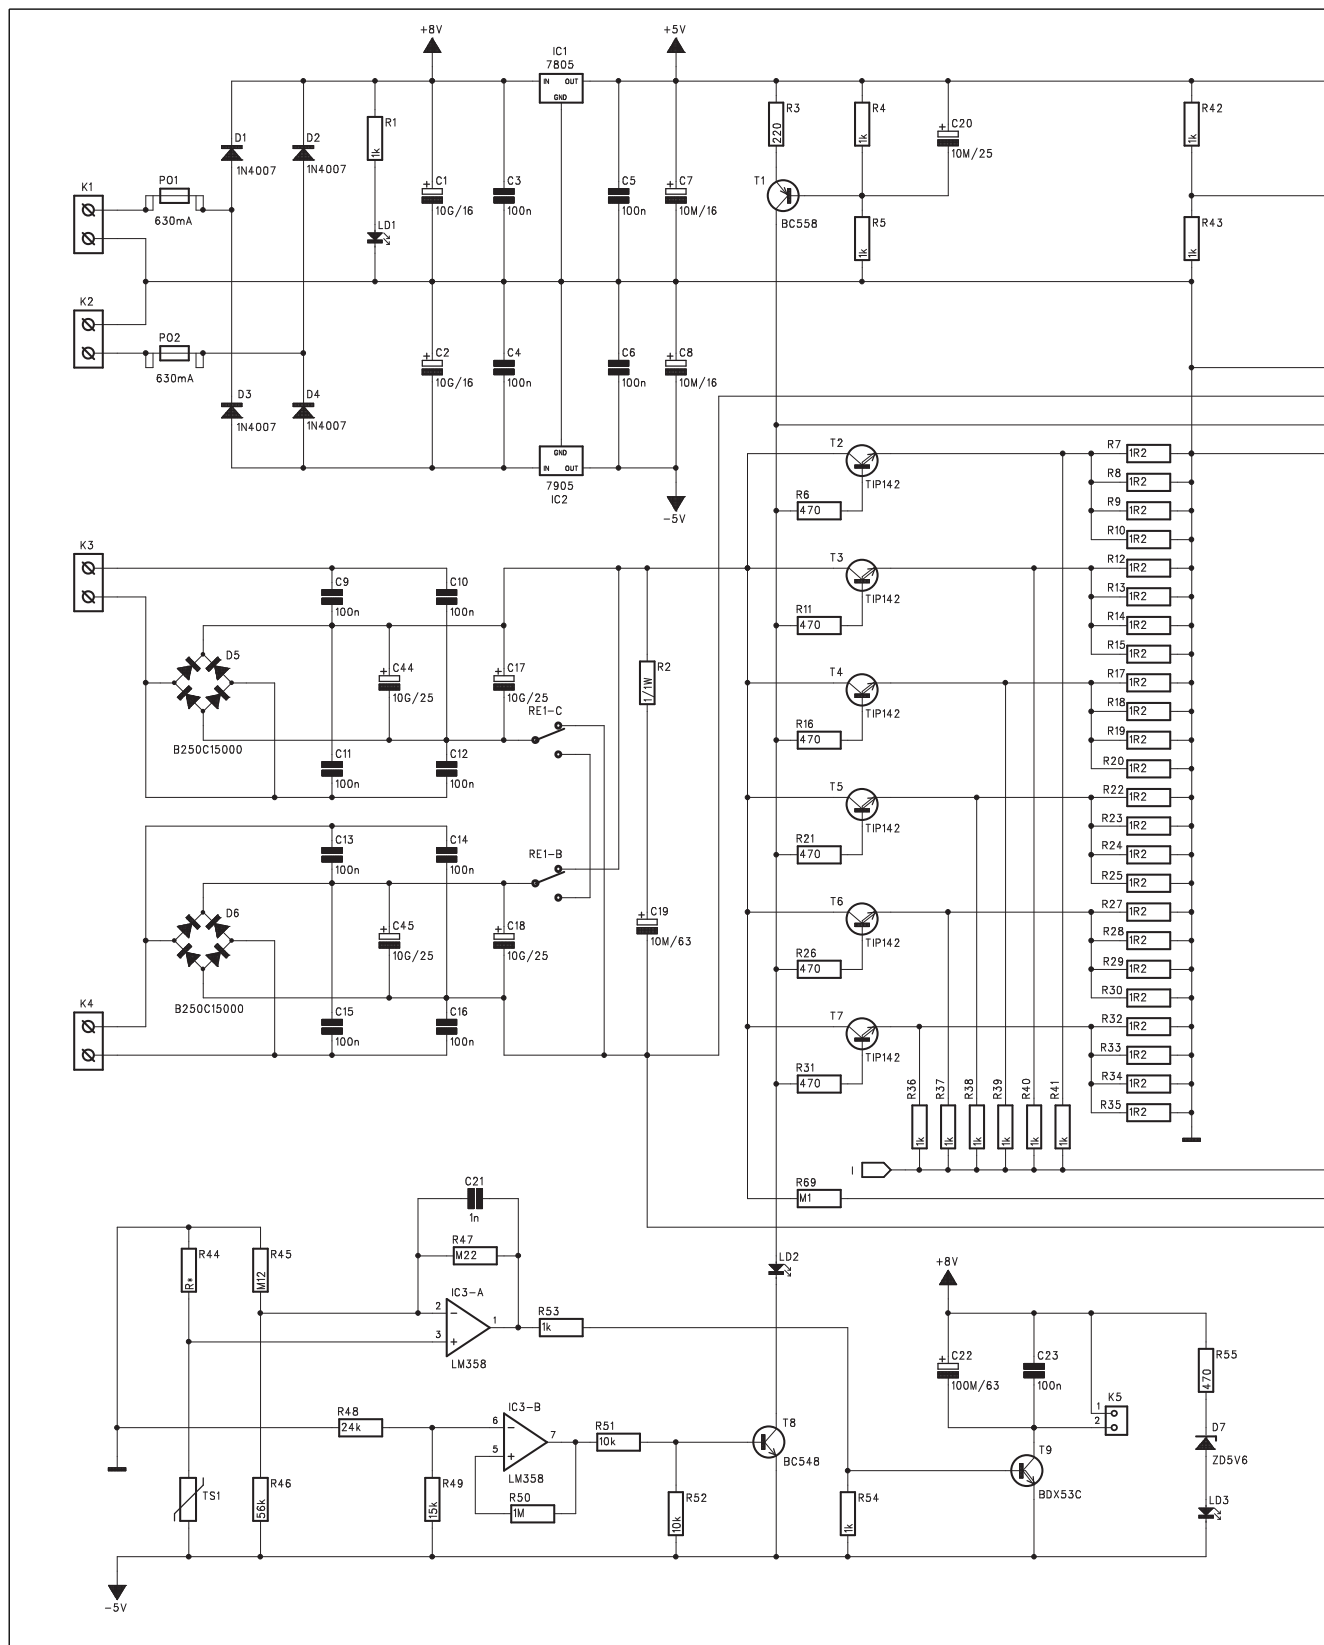 +8V
+5V
IC1
7805
IN OUT
GND
R3
220
R4
1k
C20
10M/25
R42
1k
D1
1N4007
D2
1N4007
R1
1k
K1
PO1
630mA
C1
10G/16
C3
100n
C5
100n
C7
10M/16
T1
BC558
R5
1k
R43
1k
LD1
K2
PO2
630mA
C2
10G/16
C4
100n
C6
100n
C8
10M/16
D3
1N4007
D4
1N4007
GND
IN OUT
7905
IC2
-5V
T2
TIP142
R6
470
R7
1R2
R8
1R2
R9
1R2
R10
1R2
K3
C9
100n
C10
100n
T3
TIP142
R11
470
R12
1R2
R13
1R2
R14
1R2
R15
1R2
D5
B250C15000
C44
10G/25
C17
10G/25
R2
1/1W
RE1-C
T4
TIP142
R16
470
R17
1R2
R18
1R2
R19
1R2
R20
1R2
C11
100n
C12
100n
T5
TIP142
R21
470
R22
1R2
R23
1R2
R24
1R2
R25
1R2
C13
100n
C14
100n
RE1-B
D6
B250C15000
C45
10G/25
C18
10G/25
C19
10M/63
T6
TIP142
R26
470
R27
1R2
R28
1R2
R29
1R2
R30
1R2
K4
C15
100n
C16
100n
T7
TIP142
R31
470
R32
1R2
R33
1R2
R34
1R2
R35
1R2
R36
1k
R37
1k
R38
1k
R39
1k
R40
1k
R41
1k
I
R69
M1
C21
1n
R47
M22
R44
R*
R45
M12
IC3-A
2
3
1
-
+
LM358
R53
1k
LD2
+8V
C22
100M/63
C23
100n
K5
1
2
R55
470
R48
24k
IC3-B
6
5
7
-
+
LM358
R51
10k
T8
BC548
T9
BDX53C
D7
ZD5V6
TS1
R46
56k
R49
15k
R50
1M
R52
10k
R54
1k
LD3
-5V